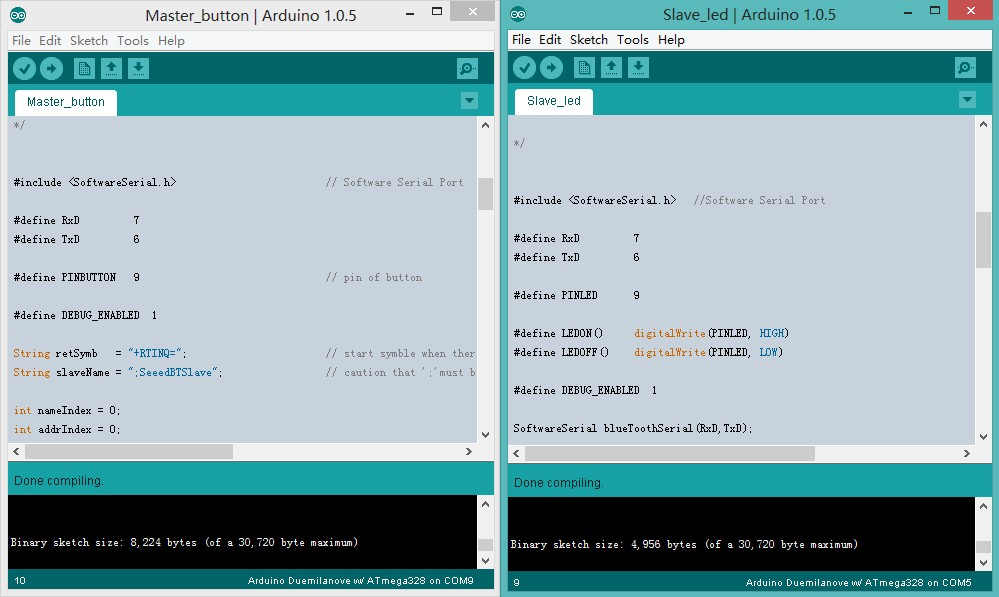 Master_button | Arduino 1.0.5
File Edit Sketch Tools Help
Master_button
*/
#include <SoftwareSerial.h> // Software Serial Port
#define RxD 7
#define TxD 6
#define PINBUTTON 9 // pin of button
#define DEBUG_ENABLED 1
String retSymb = "+RTINQ="; // start symble when ther
String slaveName = ";SeeedBTSlave"; // caution that ';'must b
int nameIndex = 0;
int addrIndex = 0;
Done compiling.
Binary sketch size: 8,224 bytes (of a 30,720 byte maximum)
10 Arduino Duemilanove w/ ATmega328 on COM9
Slave_led | Arduino 1.0.5
File Edit Sketch Tools Help
Slave_led
*/
#include <SoftwareSerial.h> //Software Serial Port
#define RxD 7
#define TxD 6
#define PINLED 9
#define LEDON() digitalWrite(PINLED, HIGH)
#define LEDOFF() digitalWrite(PINLED, LOW)
#define DEBUG_ENABLED 1
SoftwareSerial blueToothSerial(RxD,TxD);
Done compiling.
Binary sketch size: 4,956 bytes (of a 30,720 byte maximum)
9 Arduino Duemilanove w/ ATmega328 on COM5